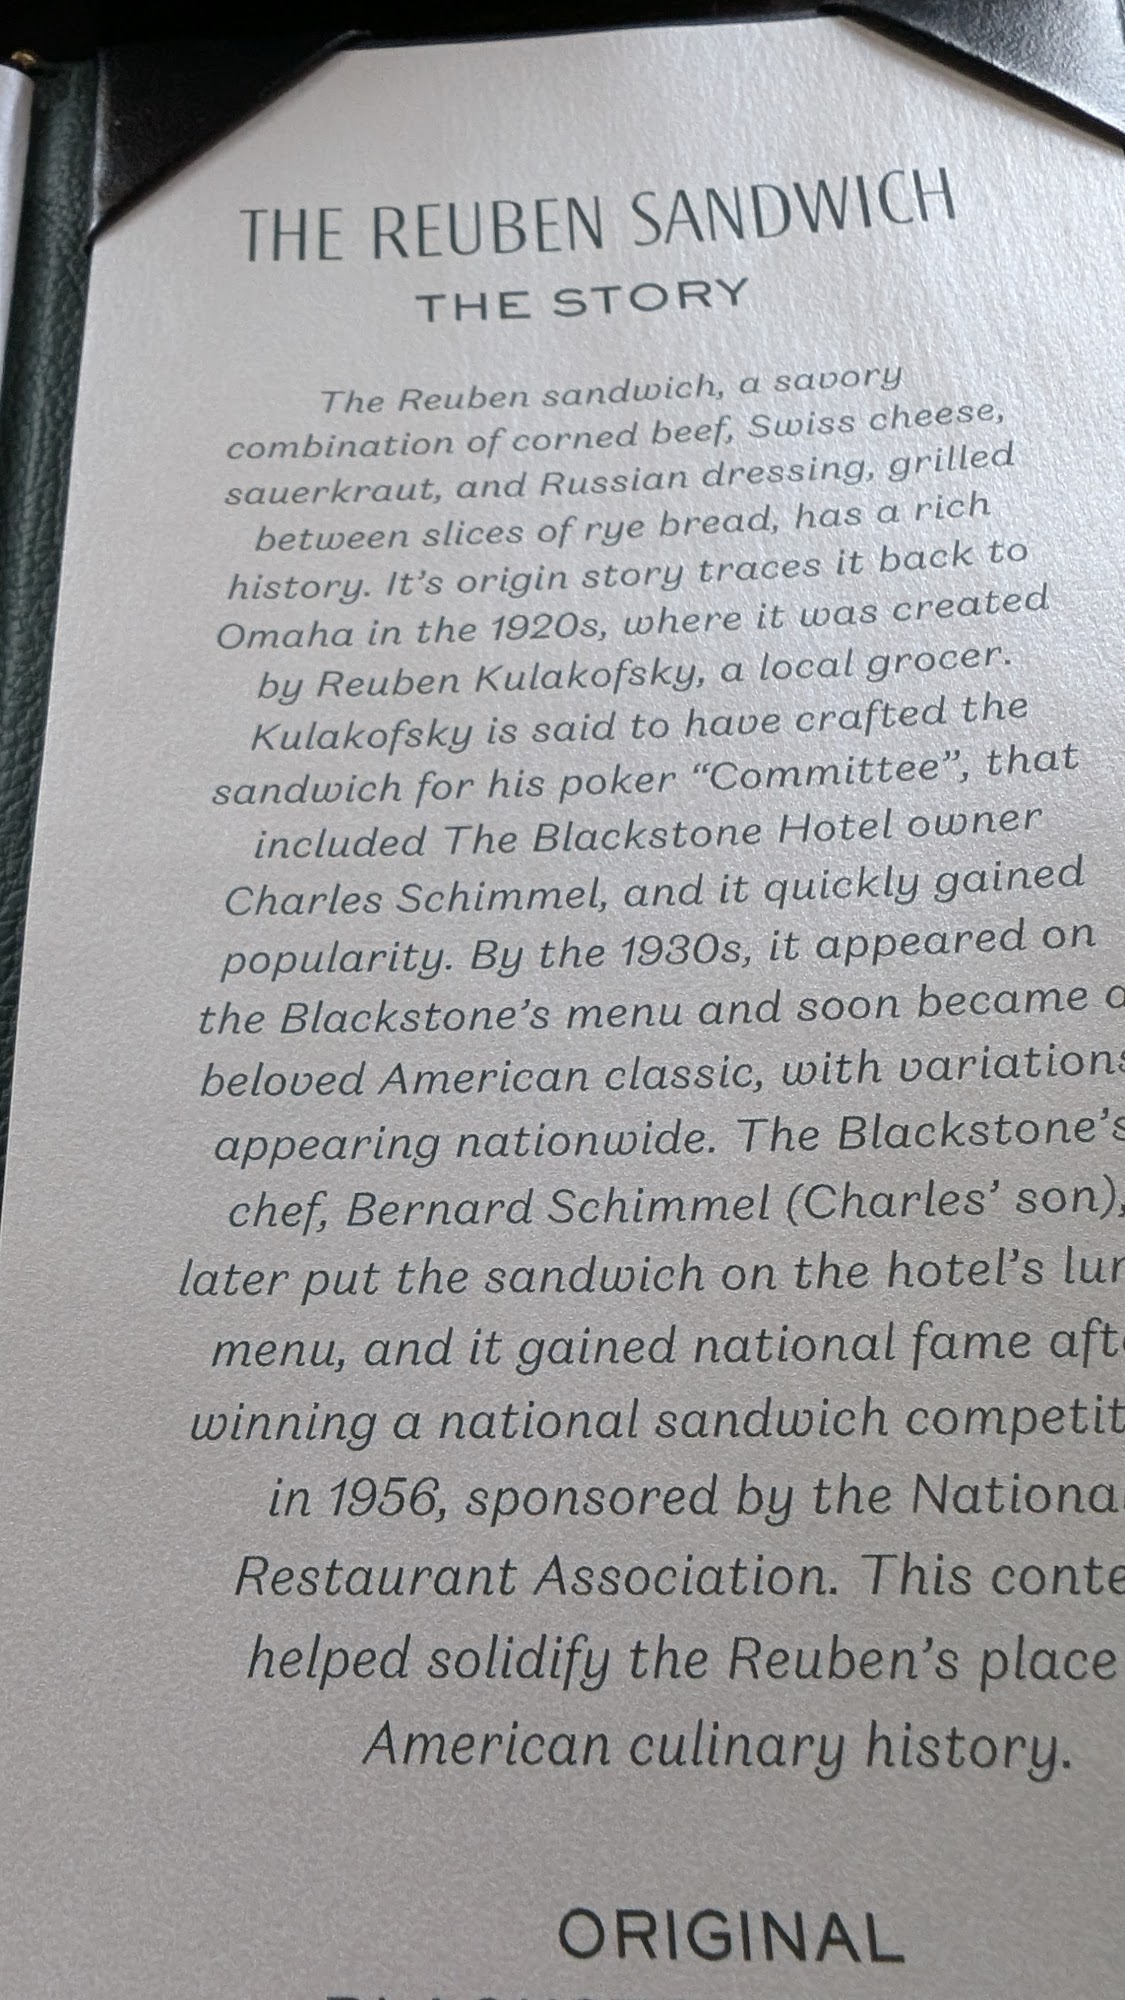 THE REUBEN SANDWICH
THE STORY
The Reuben sandwich, a savory
combination of corned beef, Swiss cheese,
sauerkraut, and Russian dressing, grilled
between slices of rye bread, has a rich
history. It's origin story traces it back to
Omaha in the 1920s, where it was created
by Reuben Kulakofsky, a local grocer.
Kulakofsky is said to have crafted the
sandwich for his poker “Committee”, that
included The Blackstone Hotel owner
Charles Schimmel, and it quickly gained
popularity. By the 1930s, it appeared on
the Blackstone's menu and soon became
beloved American classic, with variations
appearing nationwide. The Blackstone's
chef, Bernard Schimmel (Charles' son),
later put the sandwich on the hotel's
menu, and it gained national fame
winning a national sandwich
in 1956, sponsored by the
Restaurant Association. This
helped solidify the Reuben's place
American culinary history.
ORIGINAL